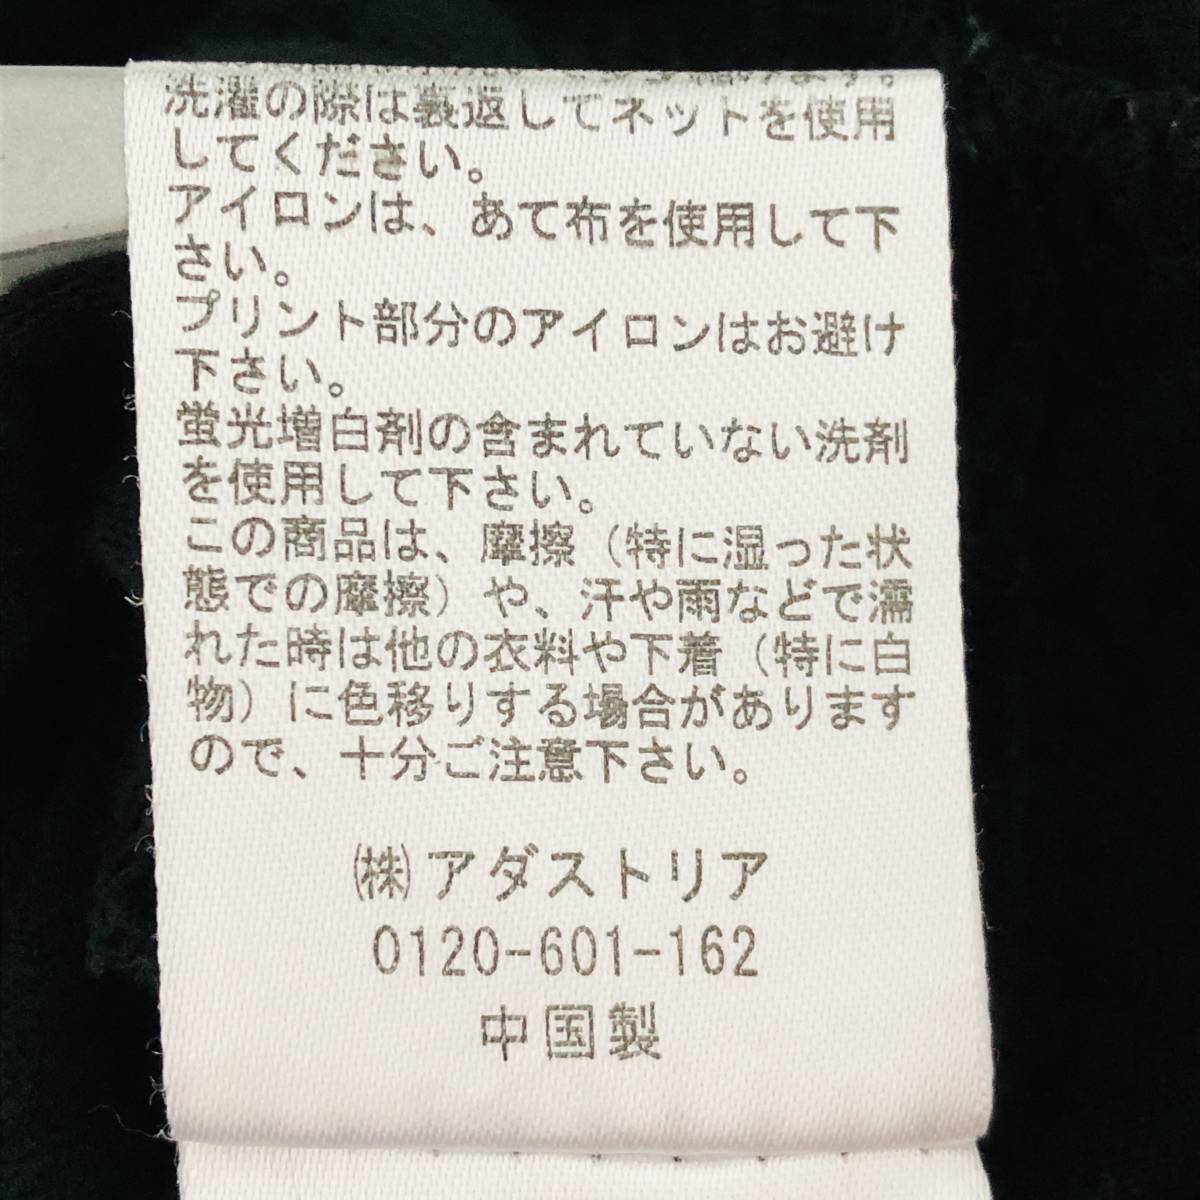 ます。
洗濯の際は裏返してネットを使用
してください。
アイロンは、あて布を使用して下
さい。
プリント部分のアイロンはお避け
下さい。
蛍光増白剤の含まれていない洗剤
を使用して下さい。
この商品は、摩擦（特に湿った状
態での摩擦）や、汗や雨などで濡
れた時は他の衣料や下着（特に白
物）に色移りする場合があります
ので、十分ご注意下さい。
㈱アダストリア
0120-601-162
中国製